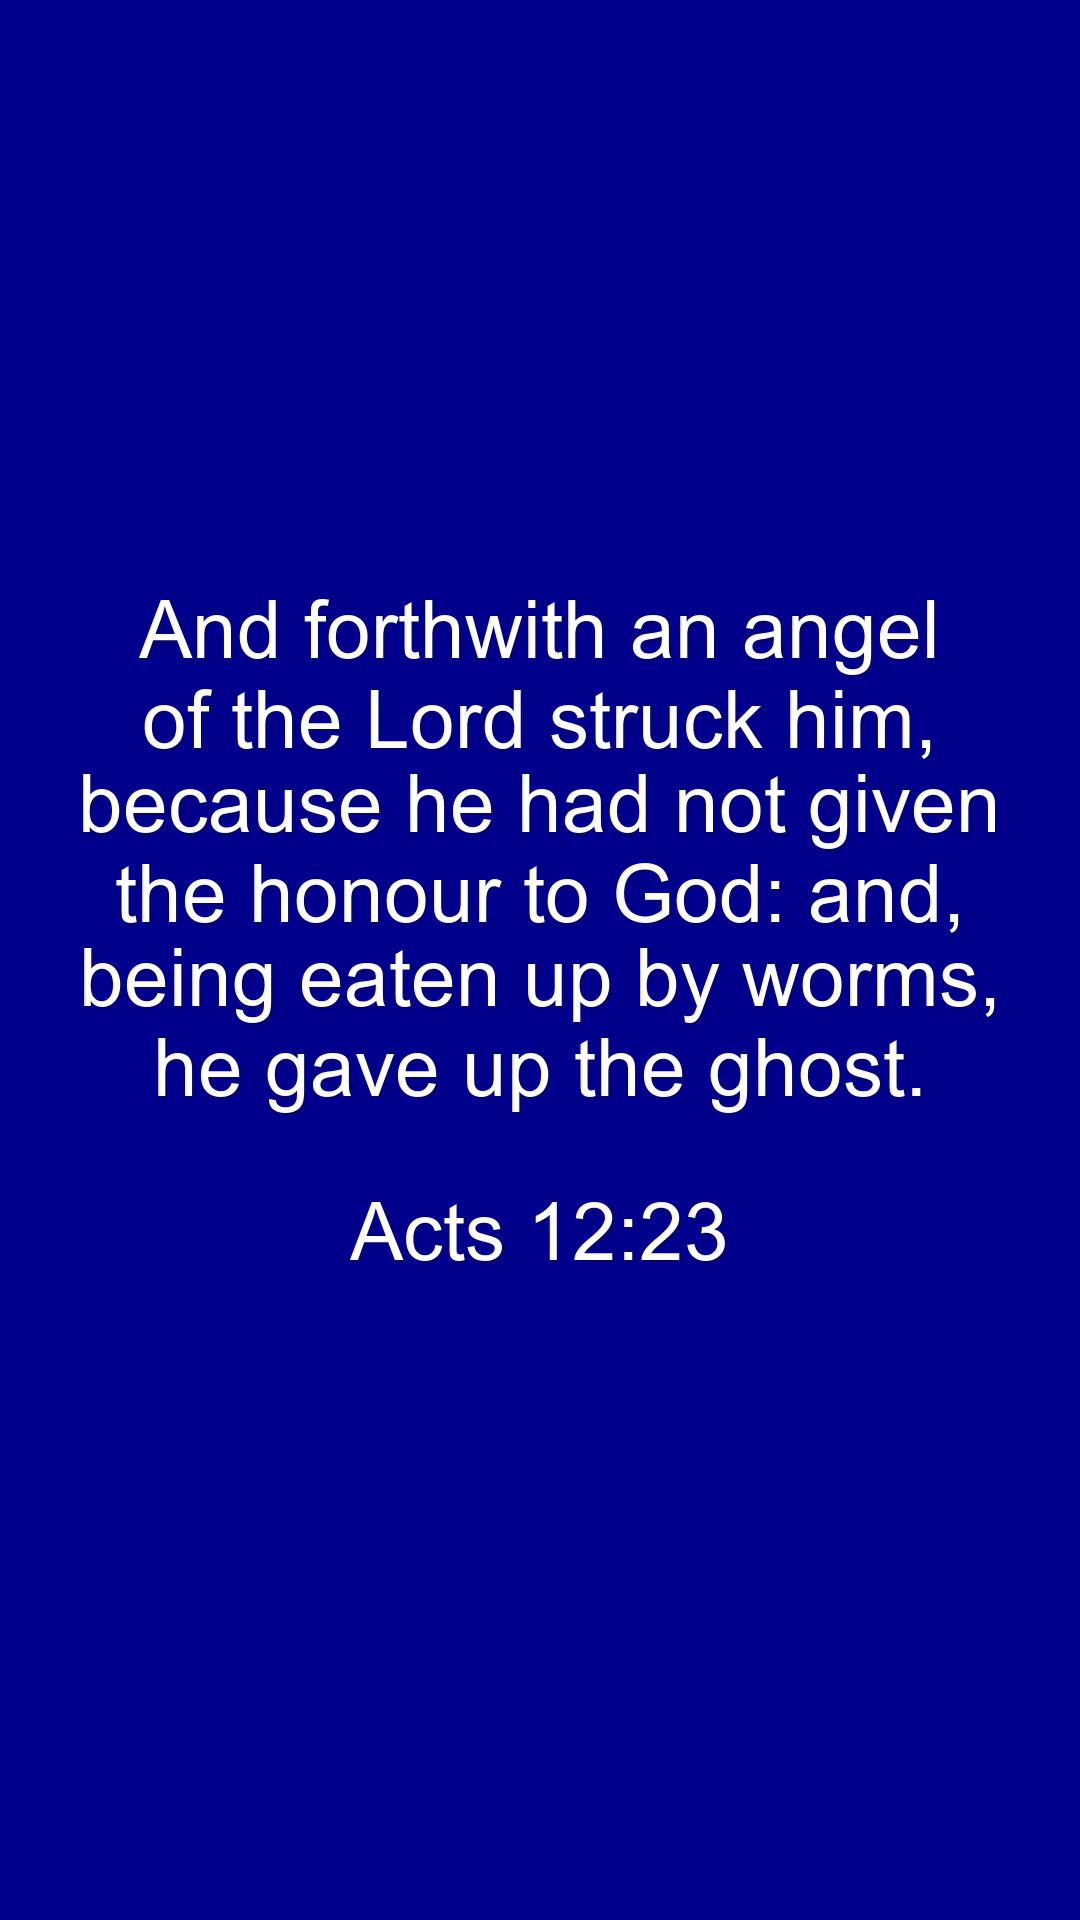 And forthwith an angel
of the Lord struck him,
because he had not given
the honour to God: and,
being eaten up by worms,
he gave up the ghost.
Acts 12:23